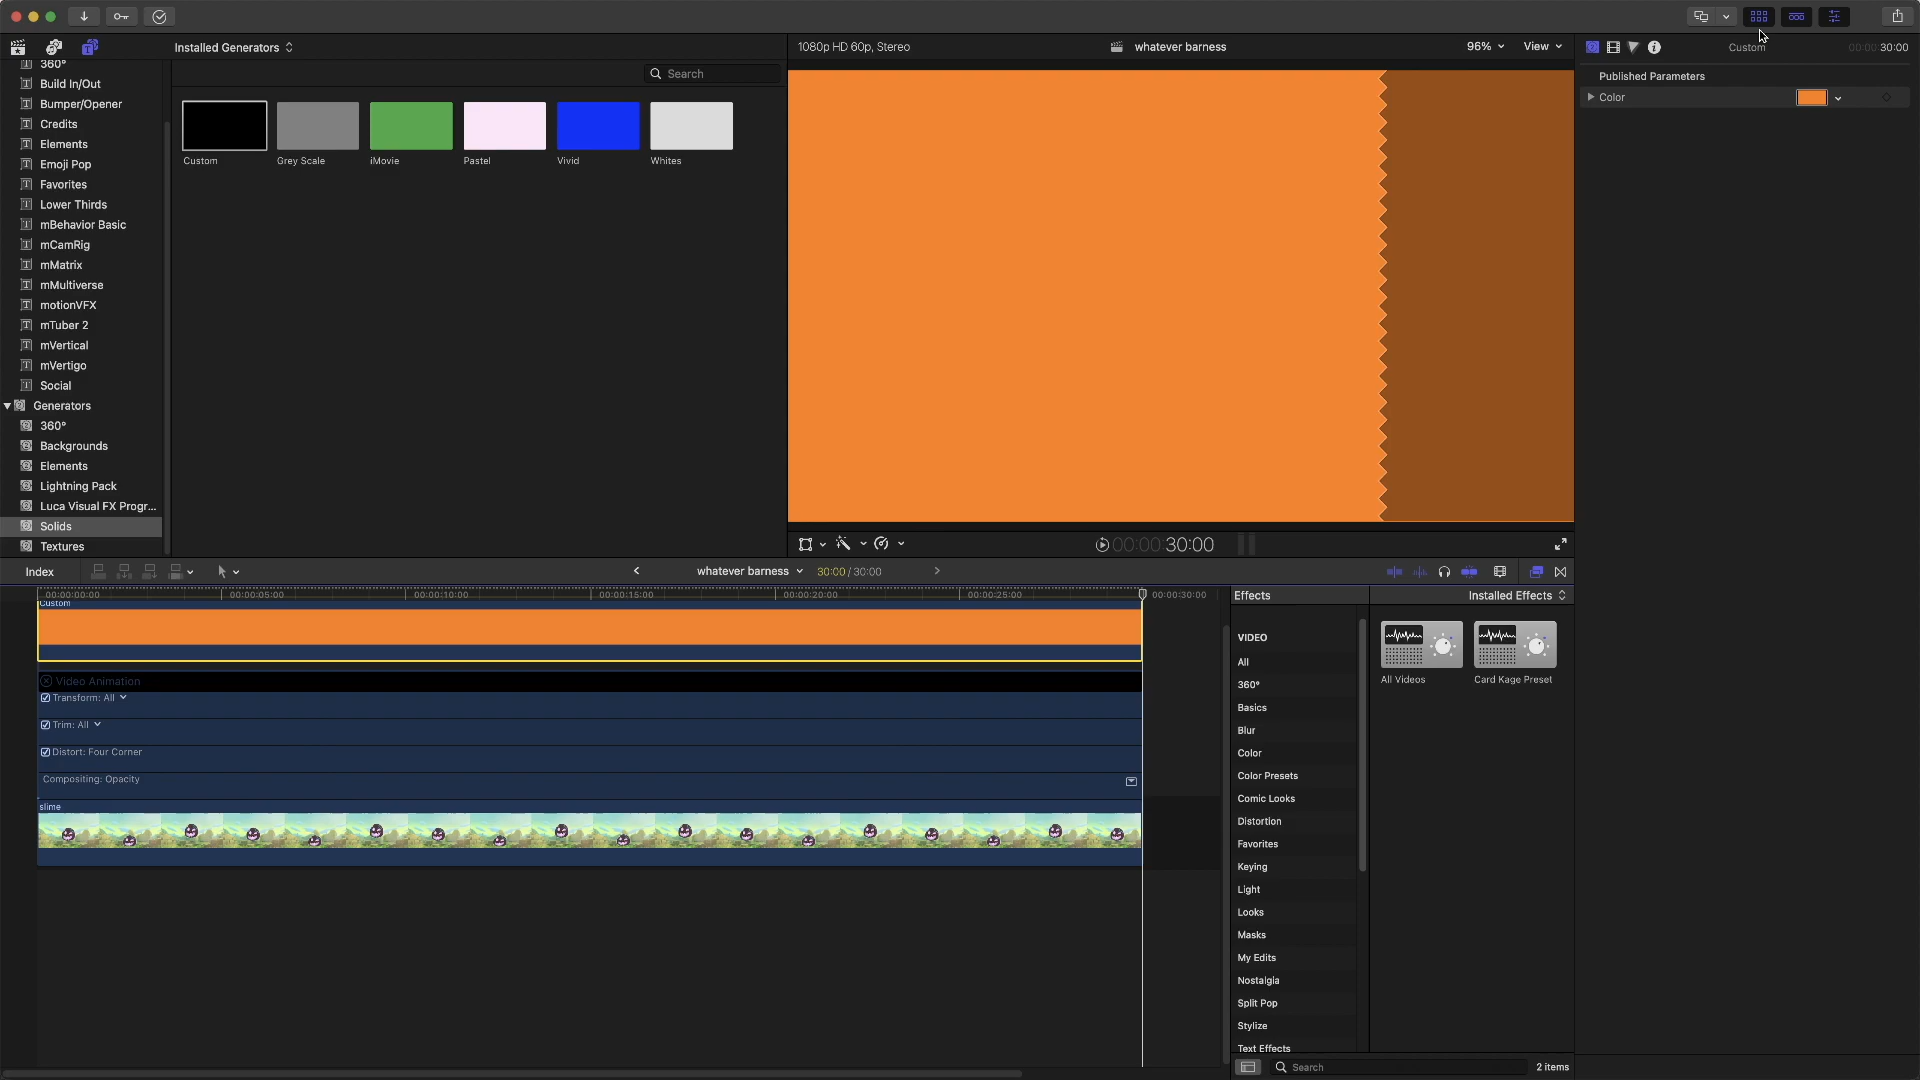 Installed Generators
1080p HD 60p, Stereo
whatever barness
96%
View
Custom
00:00:30:00
360°
Build In/Out
Bumper/Opener
Credits
Elements
Emoji Pop
Favorites
Lower Thirds
mBehavior Basic
mCamRig
mMatrix
mMultiverse
motionVFX
mTuber 2
mVertical
mVertigo
Social
Generators
360°
Backgrounds
Elements
Lightning Pack
Luca Visual FX Progr...
Solids
Textures
Search
Custom
Grey Scale
iMovie
Pastel
Vivid
Whites
Published Parameters
Color
00:00:30:00
Index
whatever barness
30:00 / 30:00
00:00:00:00
00:00:05:00
00:00:10:00
00:00:15:00
00:00:20:00
00:00:25:00
00:00:30:00
Custom
Video Animation
Transform: All
Trim: All
Distort: Four Corner
Compositing: Opacity
slime
Effects
Installed Effects
VIDEO
All
360°
Basics
Blur
Color
Color Presets
Comic Looks
Distortion
Favorites
Keying
Light
Looks
Masks
My Edits
Nostalgia
Split Pop
Stylize
Text Effects
All Videos
Card Kage Preset
Search
2 items